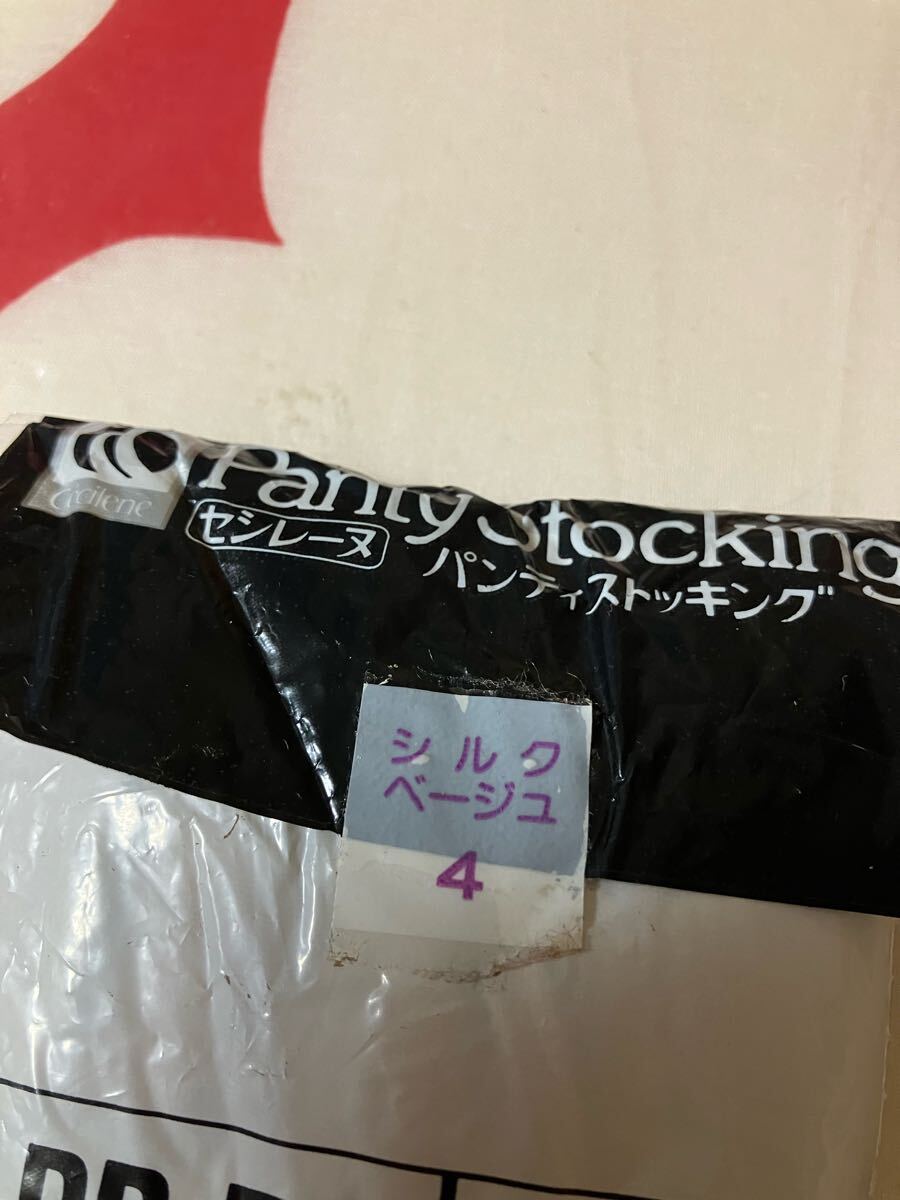 Cecilene
Panty Stocking
セシレーヌ
パンティストッキング
シルク
ベージュ
4